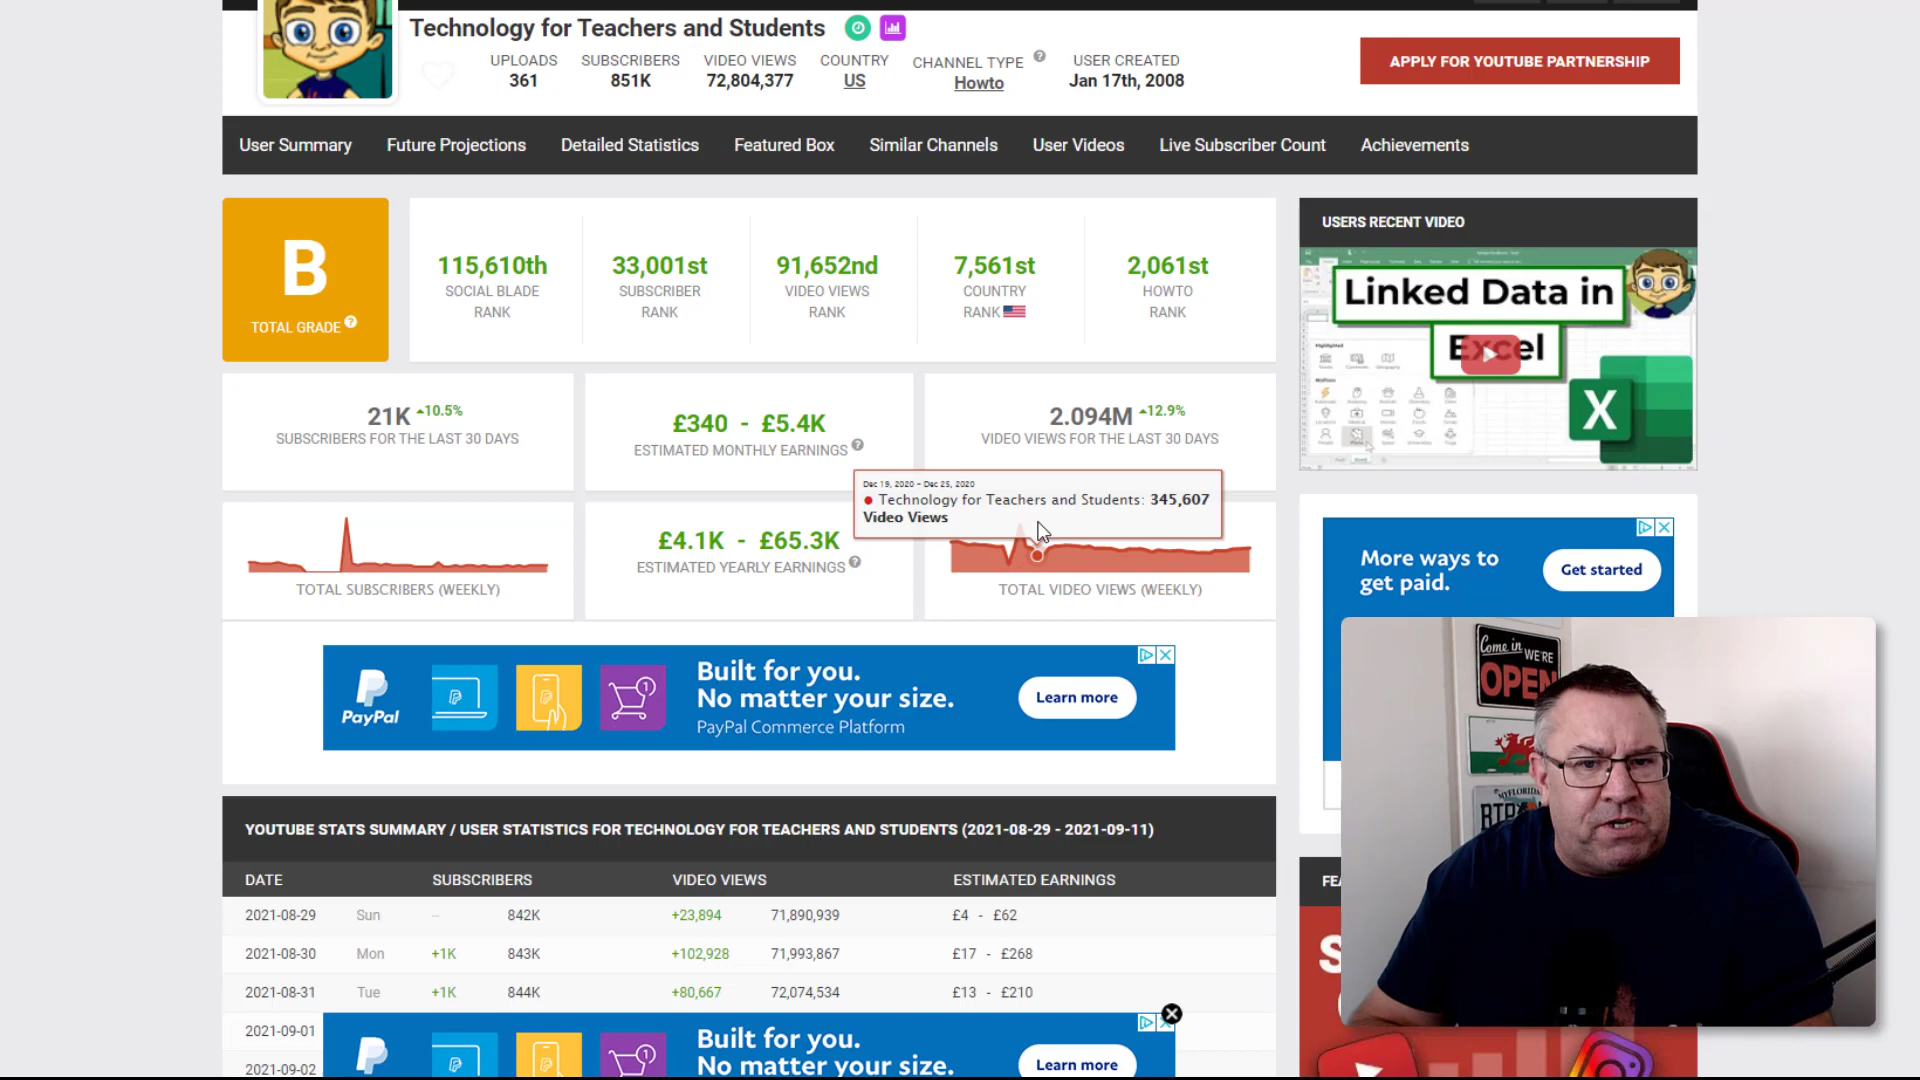 Technology for Teachers and Students
UPLOADS
361
SUBSCRIBERS
851K
VIDEO VIEWS
72,804,377
COUNTRY
US
CHANNEL TYPE
Howto
USER CREATED
Jan 17th, 2008
APPLY FOR YOUTUBE PARTNERSHIP
User Summary
Future Projections
Detailed Statistics
Featured Box
Similar Channels
User Videos
Live Subscriber Count
Achievements
B
TOTAL GRADE
115,610th
SOCIAL BLADE
RANK
33,001st
SUBSCRIBER
RANK
91,652nd
VIDEO VIEWS
RANK
7,561st
COUNTRY
RANK
2,061st
HOWTO
RANK
USERS RECENT VIDEO
Linked Data in
Excel
X
21K 10.5%
SUBSCRIBERS FOR THE LAST 30 DAYS
£340 - £5.4K
ESTIMATED MONTHLY EARNINGS
2.094M 12.9%
VIDEO VIEWS FOR THE LAST 30 DAYS
Dec 19, 2020 - Dec 25, 2020
Technology for Teachers and Students: 345,607
Video Views
TOTAL SUBSCRIBERS (WEEKLY)
£4.1K - £65.3K
ESTIMATED YEARLY EARNINGS
TOTAL VIDEO VIEWS (WEEKLY)
More ways to
get paid.
Get started
PayPal
Built for you.
No matter your size.
PayPal Commerce Platform
Learn more
Come in
WE'RE
OPEN
YOUTUBE STATS SUMMARY / USER STATISTICS FOR TECHNOLOGY FOR TEACHERS AND STUDENTS (2021-08-29 - 2021-09-11)
DATE SUBSCRIBERS VIDEO VIEWS ESTIMATED EARNINGS
2021-08-29 Sun -- 842K +23,894 71,890,939 £4 - £62
2021-08-30 Mon +1K 843K +102,928 71,993,867 £17 - £268
2021-08-31 Tue +1K 844K +80,667 72,074,534 £13 - £210
2021-09-01
2021-09-02
Built for you.
No matter your size.
Learn more